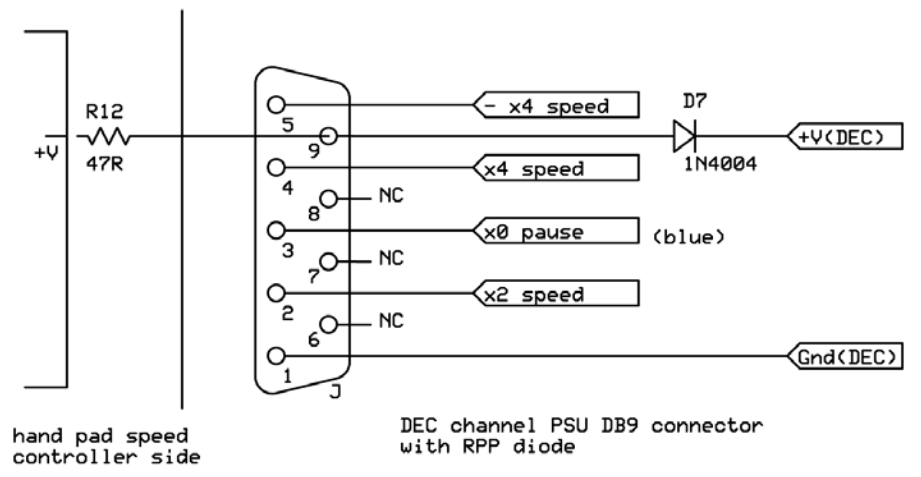 R12
+V
47R
5
- x4 speed
9
D7
1N4004
+V(DEC)
4
x4 speed
8
NC
3
x0 pause
(blue)
7
NC
2
x2 speed
6
NC
1
Gnd(DEC)
J
hand pad speed
controller side
DEC channel PSU DB9 connector
with RPP diode